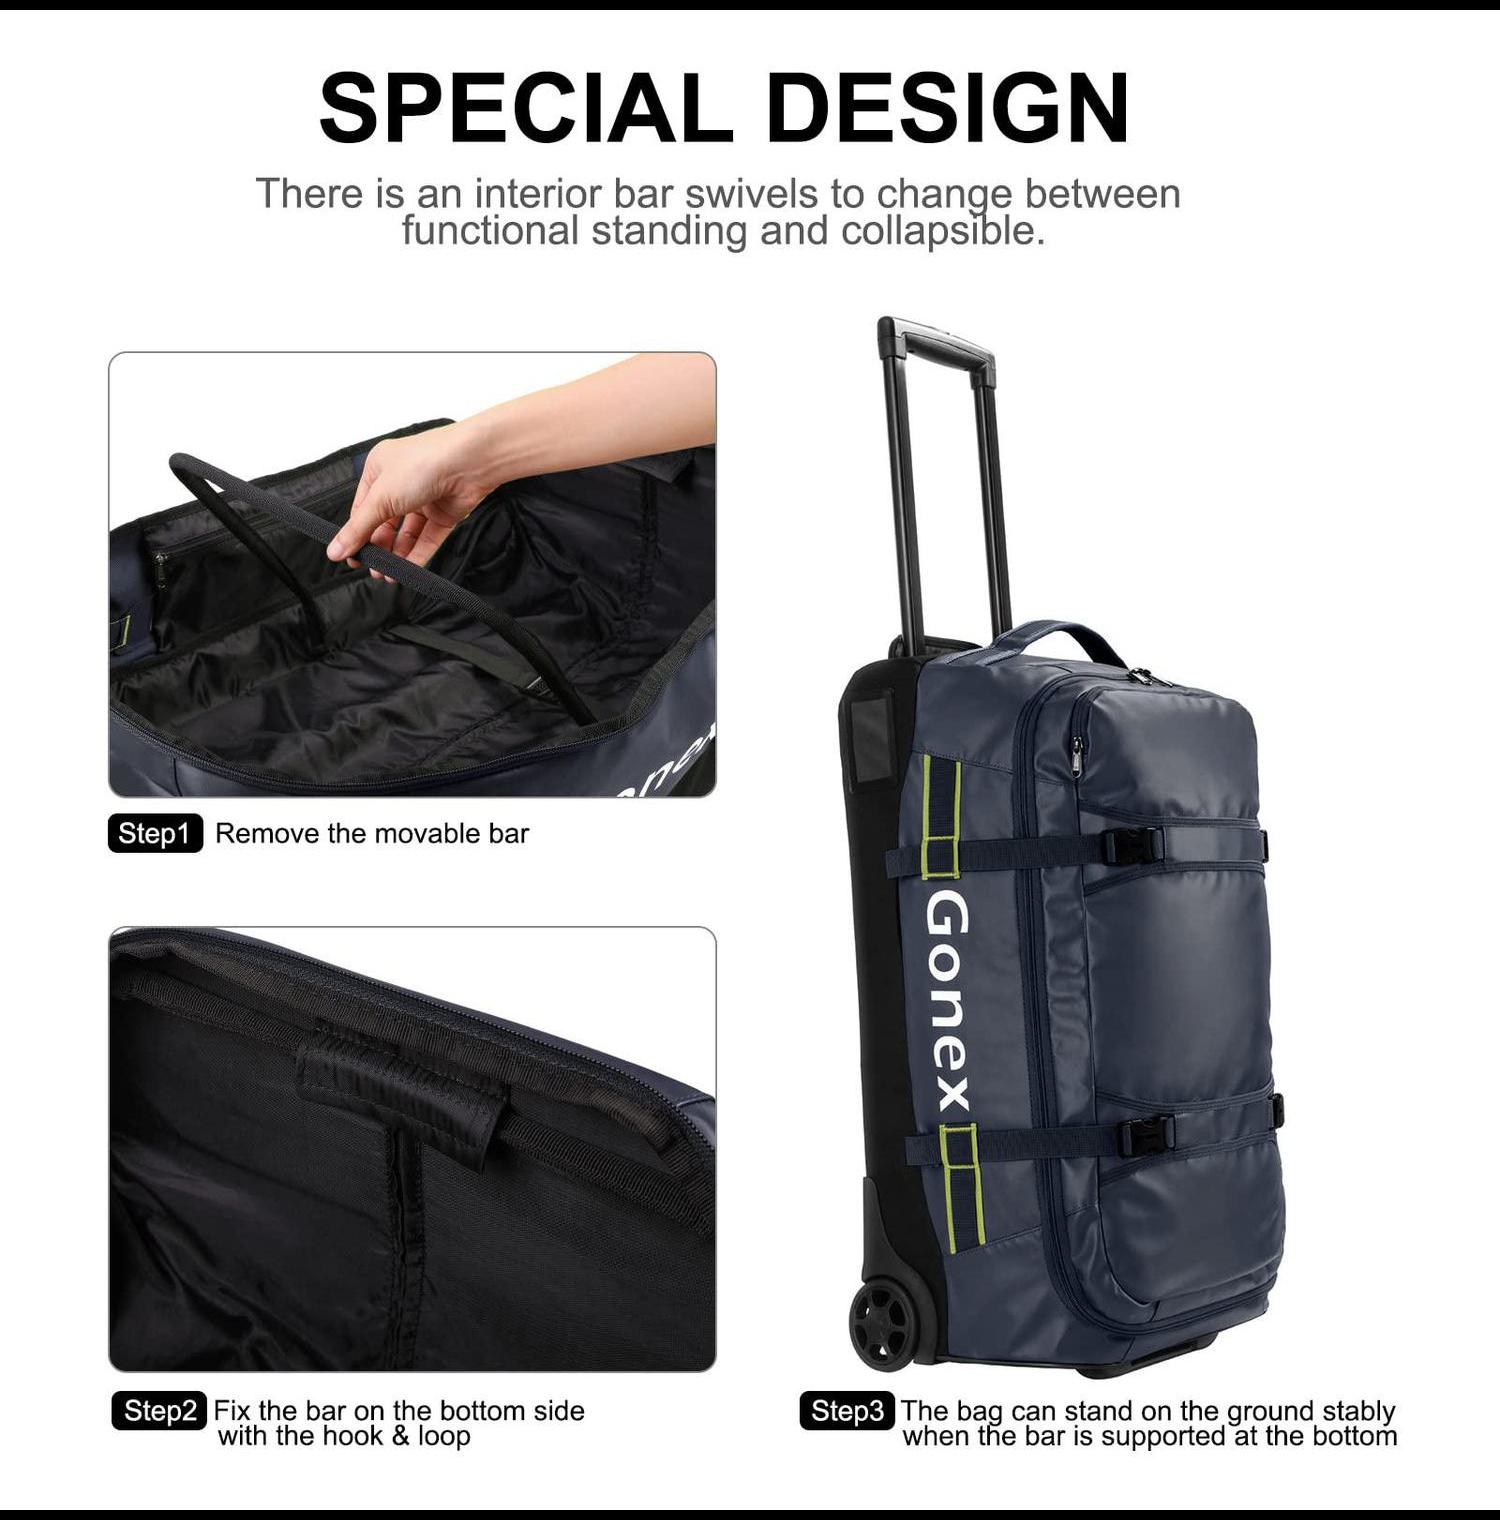 SPECIAL DESIGN
There is an interior bar swivels to change between
functional standing and collapsible.
onex
Step1 Remove the movable bar
Gonex
Step2 Fix the bar on the bottom side
with the hook & loop
Step3 The bag can stand on the ground stably
when the bar is supported at the bottom